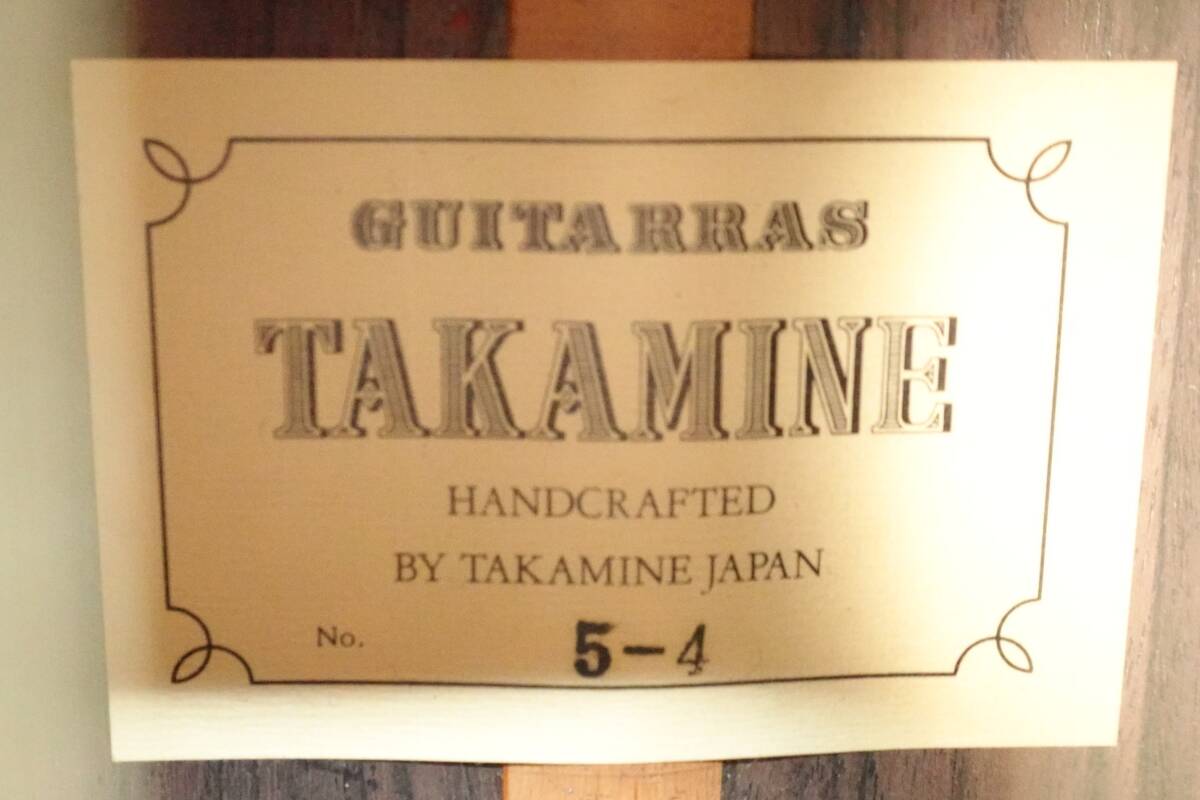 GUITARRAS
TAKAMINE
HANDCRAFTED
BY TAKAMINE JAPAN
No. 5-4